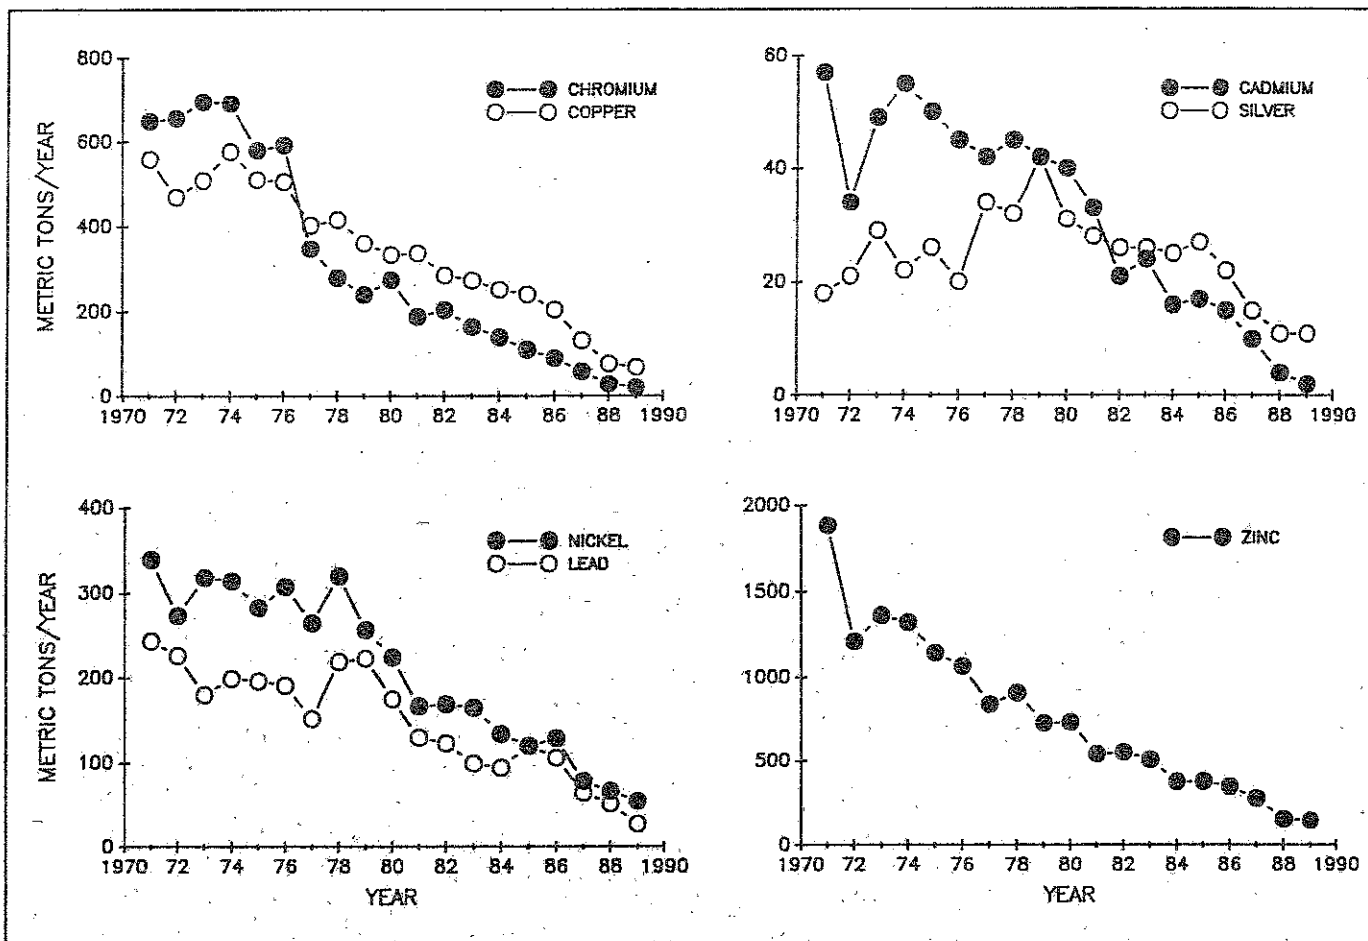 800
600
400
200
0
METRIC TONS/YEAR
CHROMIUM
COPPER
1970 72 74 76 78 80 82 84 86 88 1990
60
40
20
0
CADMIUM
SILVER
1970 72 74 76 78 80 82 84 86 88 1990
400
300
200
100
0
METRIC TONS/YEAR
NICKEL
LEAD
1970 72 74 76 78 80 82 84 86 88 1990
YEAR
2000
1500
1000
500
0
ZINC
1970 72 74 76 78 80 82 84 86 88 1990
YEAR